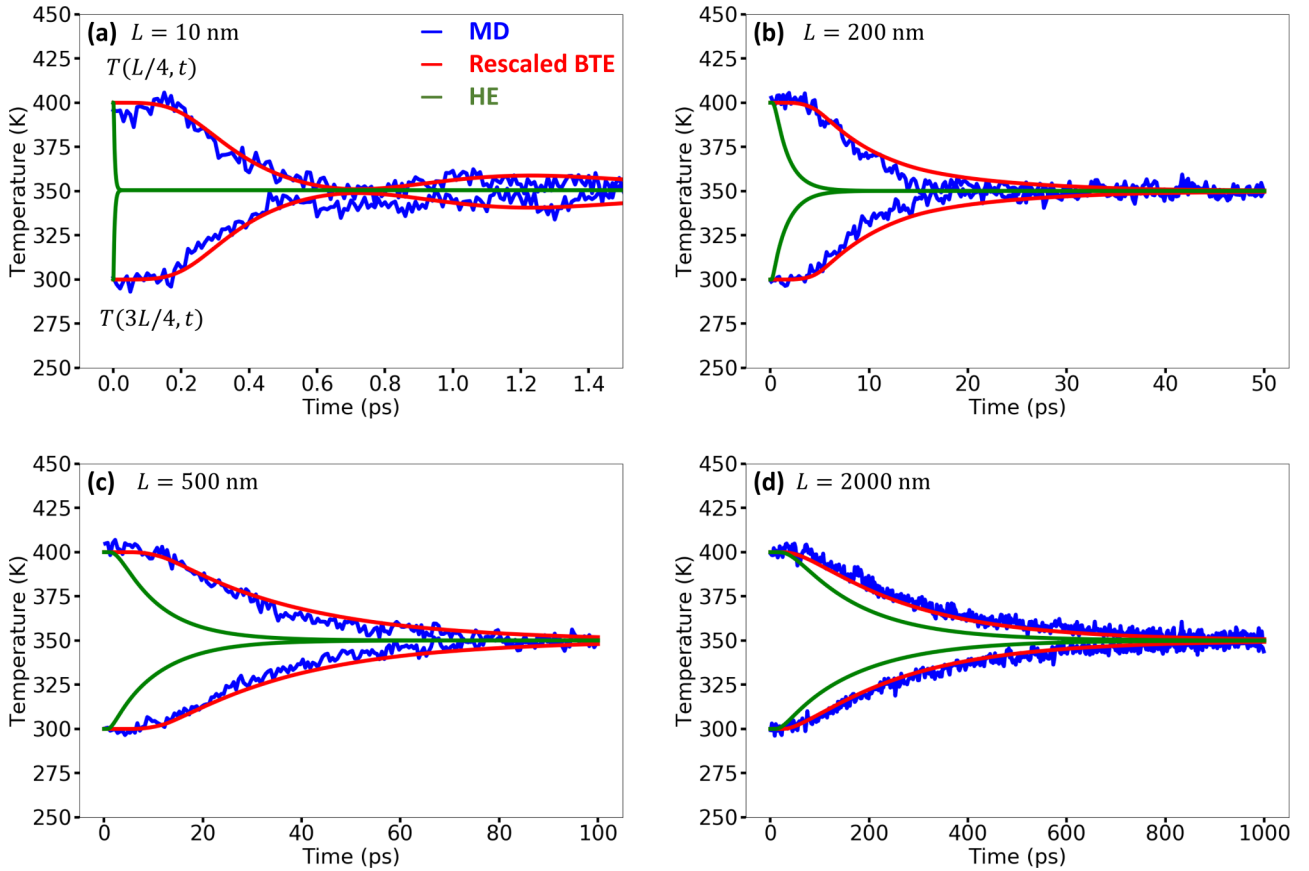 (a) L = 10 nm
T(L/4, t)
MD
Rescaled BTE
HE
T(3L/4, t)
450
425
400
375
350
325
300
275
250
Temperature (K)
0.0 0.2 0.4 0.6 0.8 1.0 1.2 1.4
Time (ps)
(b) L = 200 nm
450
425
400
375
350
325
300
275
250
Temperature (K)
0 10 20 30 40 50
Time (ps)
(c) L = 500 nm
450
425
400
375
350
325
300
275
250
Temperature (K)
0 20 40 60 80 100
Time (ps)
(d) L = 2000 nm
450
425
400
375
350
325
300
275
250
Temperature (K)
0 200 400 600 800 1000
Time (ps)